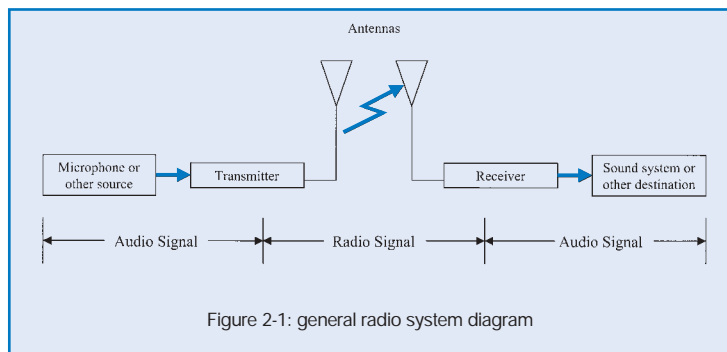 Antennas
Microphone or
other source
Transmitter
Receiver
Sound system or
other destination
Audio Signal
Radio Signal
Audio Signal
Figure 2-1: general radio system diagram